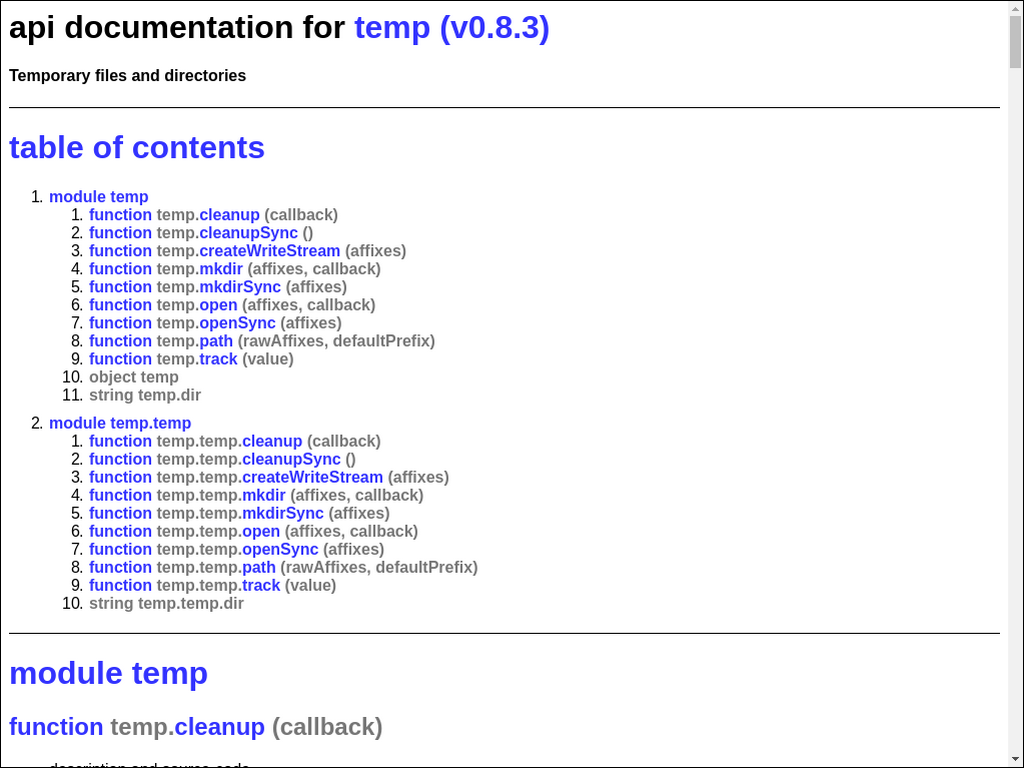 api documentation for temp (v0.8.3)
Temporary files and directories
table of contents
1. module temp
1. function temp.cleanup (callback)
2. function temp.cleanupSync ()
3. function temp.createWriteStream (affixes)
4. function temp.mkdir (affixes, callback)
5. function temp.mkdirSync (affixes)
6. function temp.open (affixes, callback)
7. function temp.openSync (affixes)
8. function temp.path (rawAffixes, defaultPrefix)
9. function temp.track (value)
10. object temp
11. string temp.dir
2. module temp.temp
1. function temp.temp.cleanup (callback)
2. function temp.temp.cleanupSync ()
3. function temp.temp.createWriteStream (affixes)
4. function temp.temp.mkdir (affixes, callback)
5. function temp.temp.mkdirSync (affixes)
6. function temp.temp.open (affixes, callback)
7. function temp.temp.openSync (affixes)
8. function temp.temp.path (rawAffixes, defaultPrefix)
9. function temp.temp.track (value)
10. string temp.temp.dir
module temp
function temp.cleanup (callback)
description and source-code